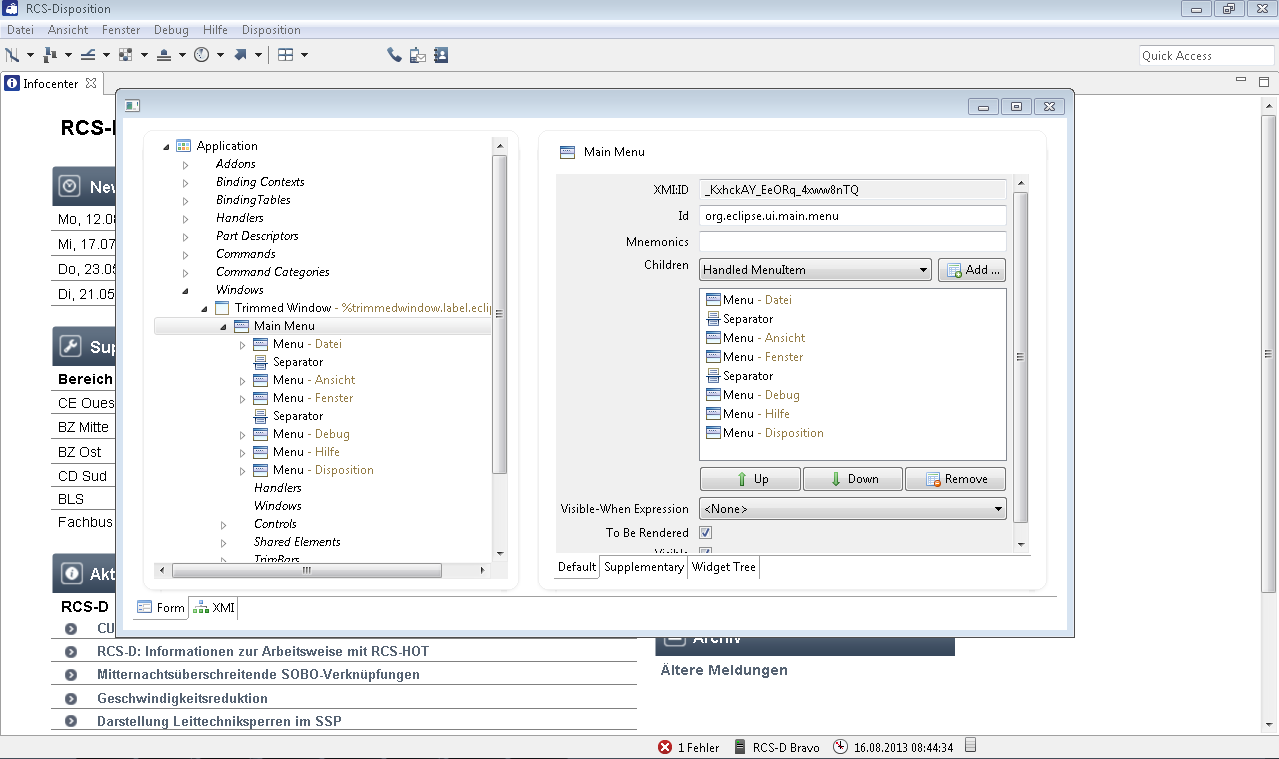 RCS-Disposition
Datei Ansicht Fenster Debug Hilfe Disposition
Quick Access
Infocenter
RCS-
Mo, 12.08
Mi, 17.07
Do, 23.05
Di, 21.05
Bereich
CE Oues
BZ Mitte
BZ Ost
CD Sud
BLS
Fachbus
Akt
RCS-D
CU
RCS-D: Informationen zur Arbeitsweise mit RCS-HOT
Mitternachtsüberschreitende SOBO-Verknüpfungen
Geschwindigkeitsreduktion
Darstellung Leittechniksperren im SSP
Application
Addons
Binding Contexts
BindingTables
Handlers
Part Descriptors
Commands
Command Categories
Windows
Trimmed Window - %trimmedwindow.label.eclip
Main Menu
Menu - Datei
Separator
Menu - Ansicht
Menu - Fenster
Separator
Menu - Debug
Menu - Hilfe
Menu - Disposition
Handlers
Windows
Controls
Shared Elements
TrimBars
Form XMI
Main Menu
XMI:ID _KxhckAY_EeORq_4xww8nTQ
Id org.eclipse.ui.main.menu
Mnemonics
Children Handled MenuItem Add ...
Menu - Datei
Separator
Menu - Ansicht
Menu - Fenster
Separator
Menu - Debug
Menu - Hilfe
Menu - Disposition
Up Down Remove
Visible-When Expression <None>
To Be Rendered
Visible
Default Supplementary Widget Tree
Archiv
Ältere Meldungen
1 Fehler RCS-D Bravo 16.08.2013 08:44:34